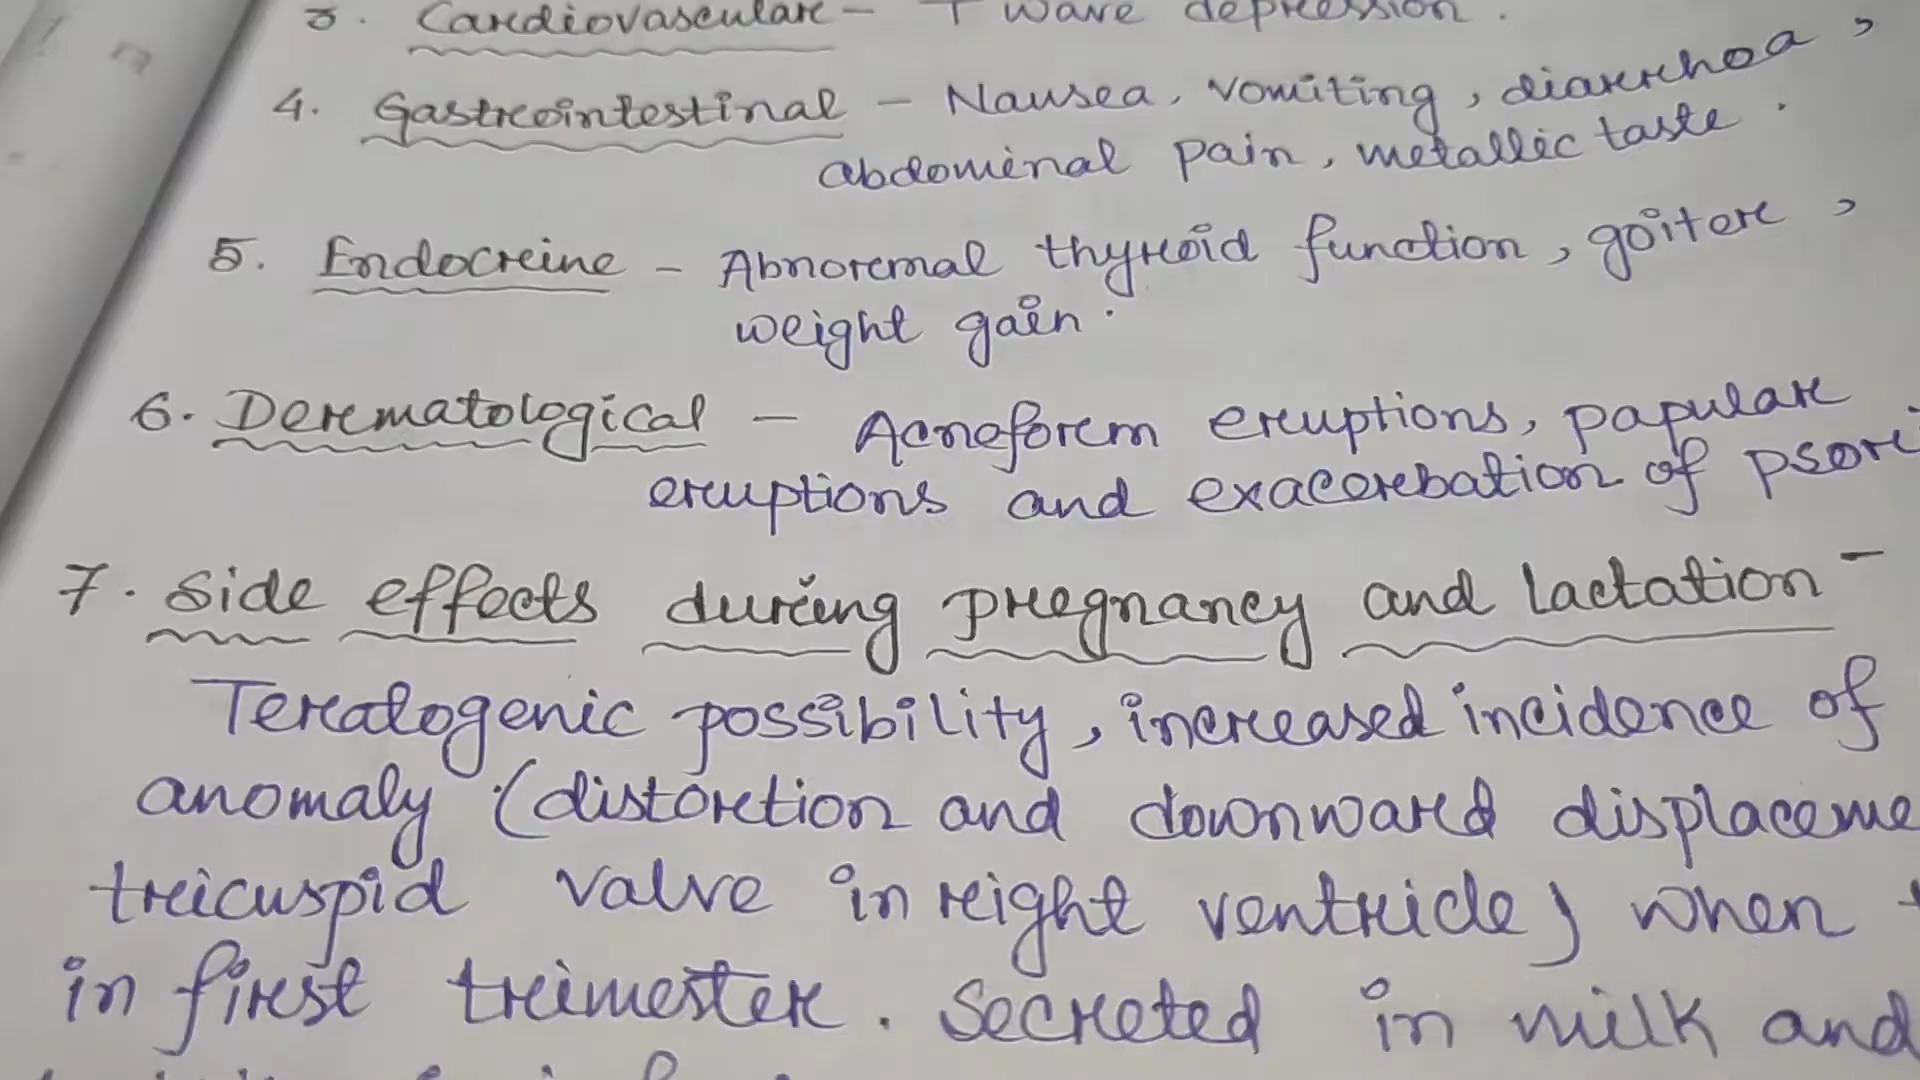 3. Cardiovascular - T wave depression.
4. Gastrointestinal - Nausea, vomiting, diarrhoea,
abdominal pain, metallic taste.
5. Endocrine - Abnormal thyroid function, goitore,
weight gain.
6. Dermatological - Acneform eruptions, papular
eruptions and exacerbation of psori
7. Side effects during pregnancy and lactation -
Teratogenic possibility, increased incidence of
anomaly (distortion and downward displaceme
tricuspid valve in right ventricle) when
in first trimester. Secreted in milk and